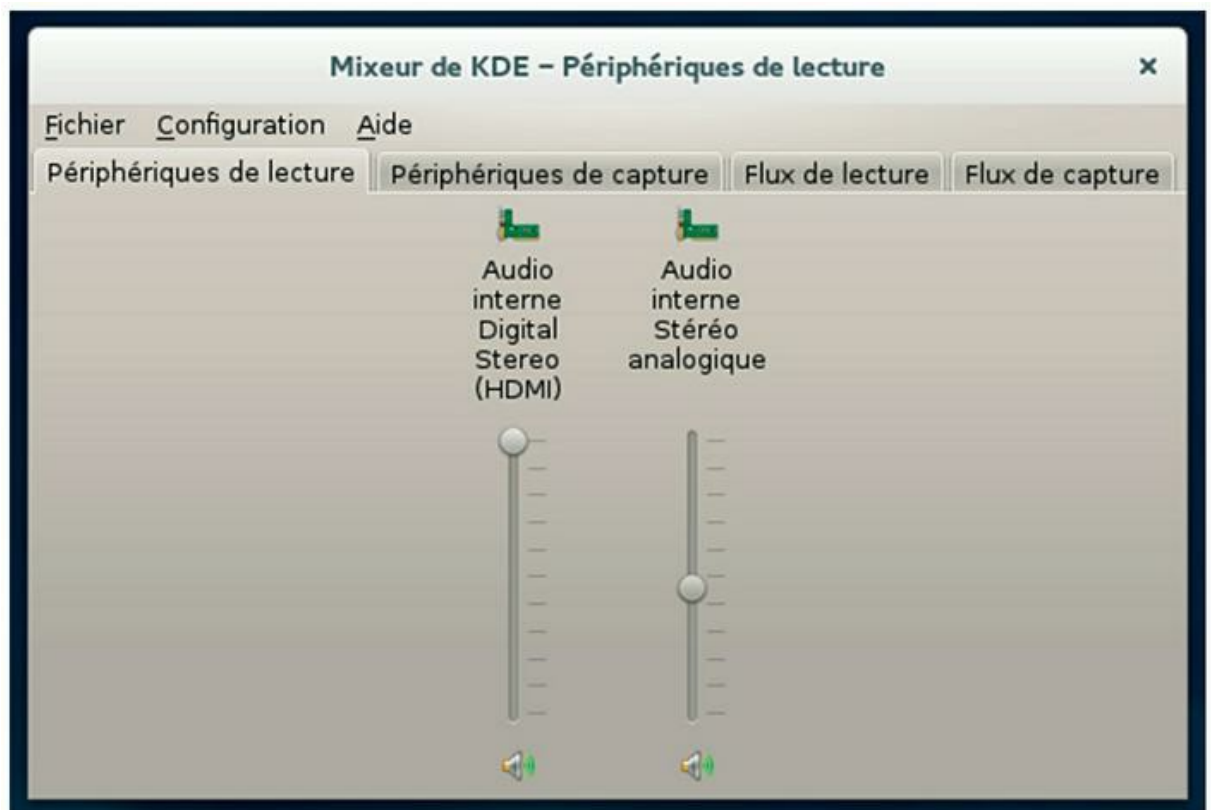 Mixeur de KDE – Périphériques de lecture
Fichier Configuration Aide
Périphériques de lecture Périphériques de capture Flux de lecture Flux de capture
Audio
interne
Digital
Stereo
(HDMI)
Audio
interne
Stéréo
analogique